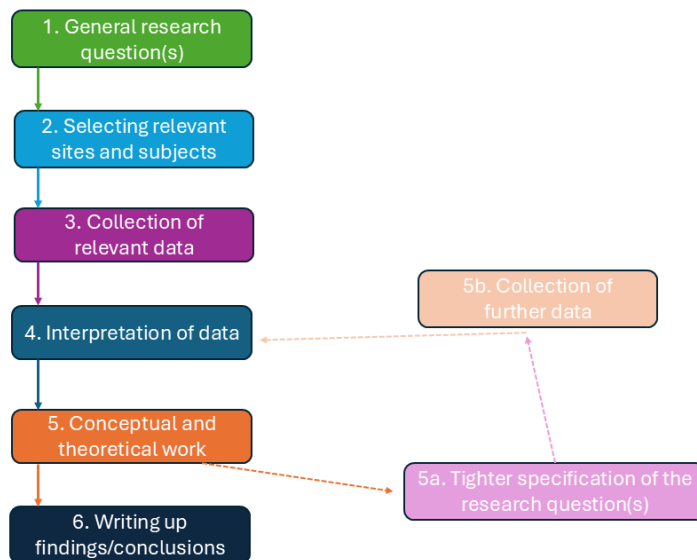 1. General research
question(s)
2. Selecting relevant
sites and subjects
3. Collection of
relevant data
5b. Collection of
further data
4. Interpretation of data
5. Conceptual and
theoretical work
5a. Tighter specification of the
research question(s)
6. Writing up
findings/conclusions